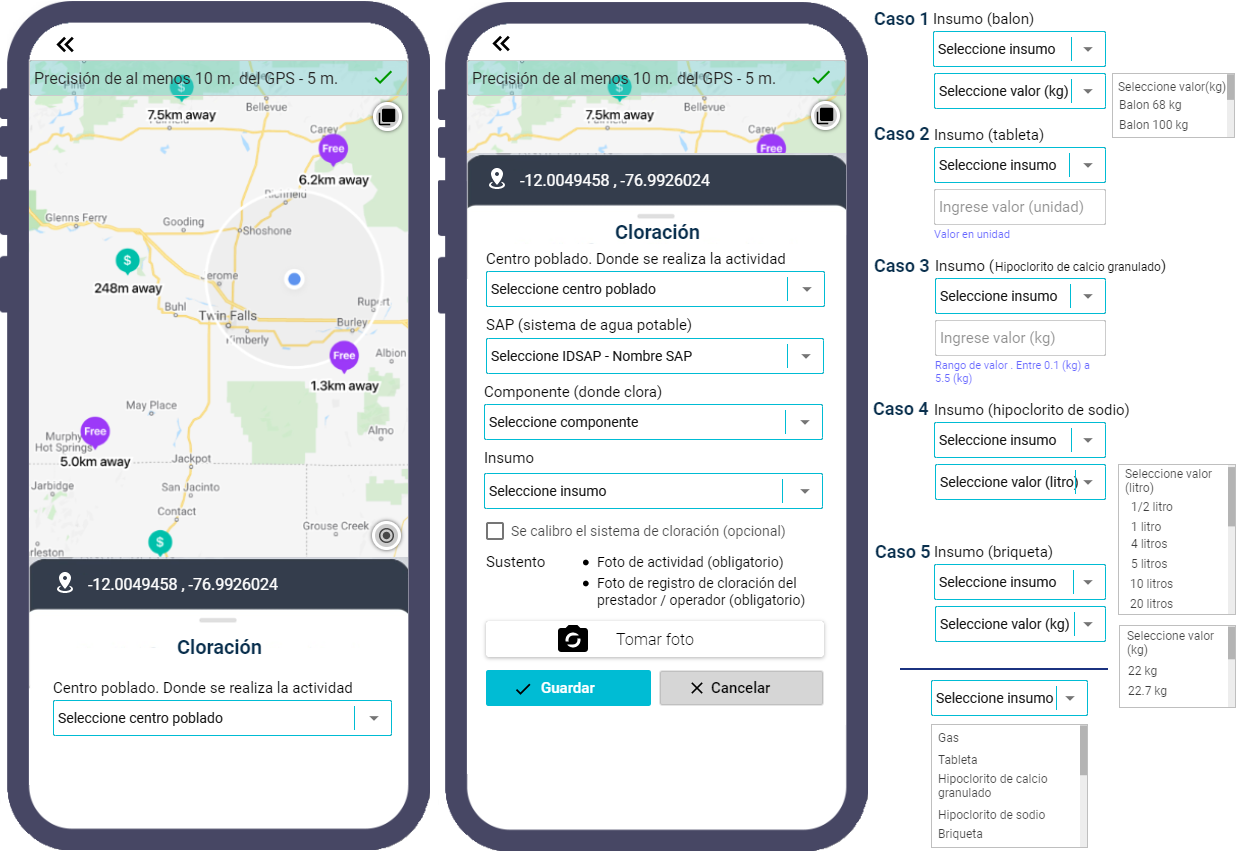 Precisión de al menos 10 m. del GPS - 5 m.
$
Bellevue
7.5km away
Carey
Free
6.2km away
Richfield
Glenns Ferry
Gooding
Shoshone
$
248m away
Jerome
Buhl
Twin Falls
Kimberly
Rupert
Burley
Free
1.3km away
Albion
May Place
Free
Murphy
Hot Springs
5.0km away
Almo
Jackpot
Jarbidge
San Jacinto
Contact
Grouse Creek
$
rleston
-12.0049458 , -76.9926024
Cloración
Centro poblado. Donde se realiza la actividad
Seleccione centro poblado
Precisión de al menos 10 m. del GPS - 5 m.
$
Bellevue
7.5km away
Carey
Free
-12.0049458 , -76.9926024
Cloración
Centro poblado. Donde se realiza la actividad
Seleccione centro poblado
SAP (sistema de agua potable)
Seleccione IDSAP - Nombre SAP
Componente (donde clora)
Seleccione componente
Insumo
Seleccione insumo
Se calibro el sistema de cloración (opcional)
Sustento
• Foto de actividad (obligatorio)
• Foto de registro de cloración del
prestador / operador (obligatorio)
Tomar foto
Guardar
Cancelar
Caso 1 Insumo (balon)
Seleccione insumo
Seleccione valor (kg)
Seleccione valor(kg)
Balon 68 kg
Balon 100 kg
Caso 2 Insumo (tableta)
Seleccione insumo
Ingrese valor (unidad)
Valor en unidad
Caso 3 Insumo (Hipoclorito de calcio granulado)
Seleccione insumo
Ingrese valor (kg)
Rango de valor . Entre 0.1 (kg) a
5.5 (kg)
Caso 4 Insumo (hipoclorito de sodio)
Seleccione insumo
Seleccione valor (litro)
Seleccione valor
(litro)
1/2 litro
1 litro
4 litros
5 litros
10 litros
20 litros
Caso 5 Insumo (briqueta)
Seleccione insumo
Seleccione valor (kg)
Seleccione valor
(kg)
22 kg
22.7 kg
Seleccione insumo
Gas
Tableta
Hipoclorito de calcio
granulado
Hipoclorito de sodio
Briqueta